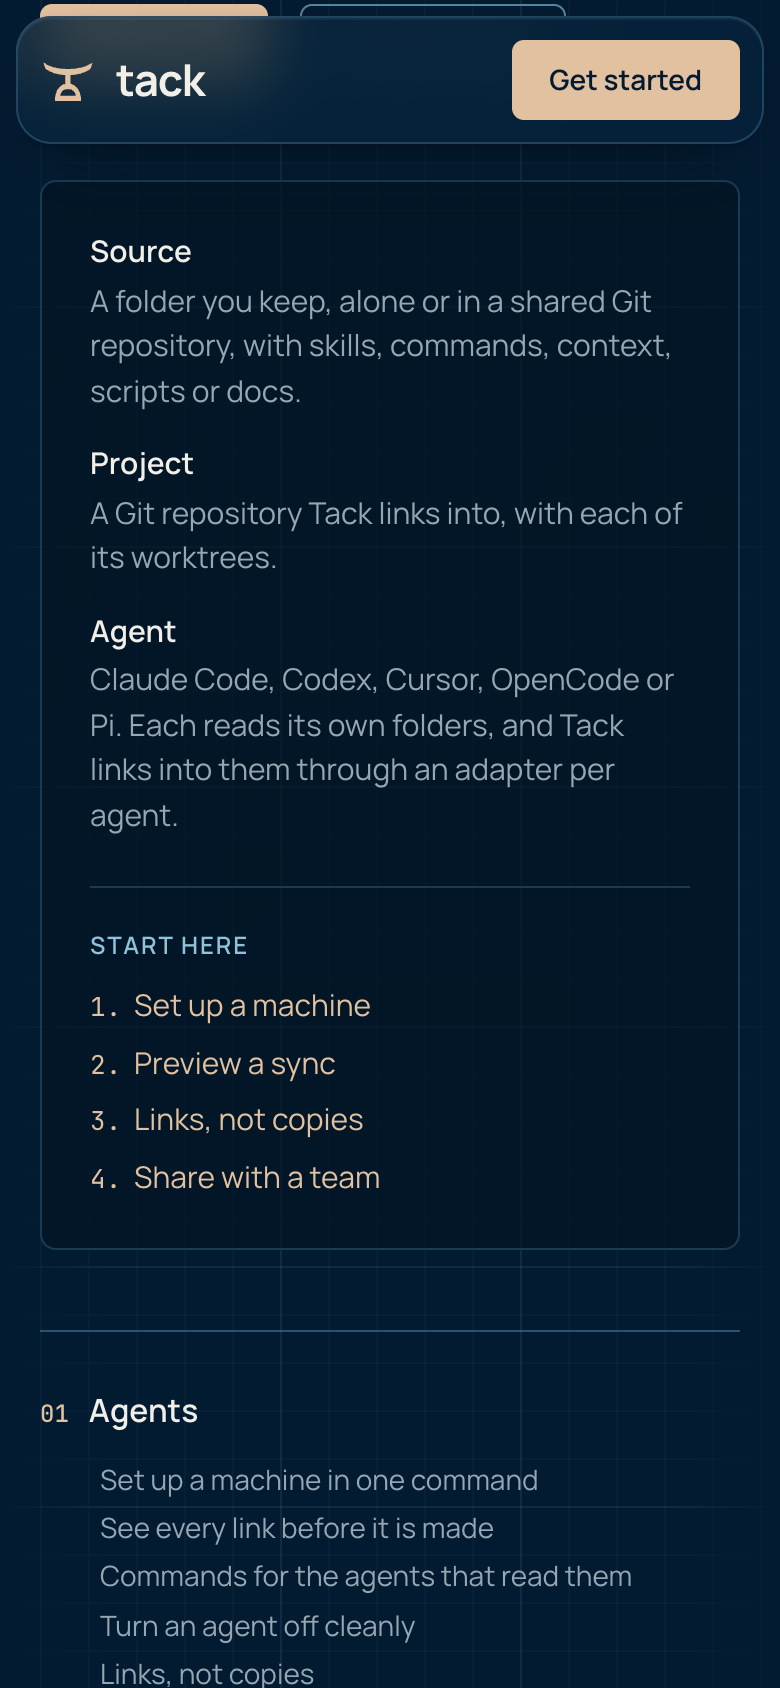 tack
Get started
Source
A folder you keep, alone or in a shared Git
repository, with skills, commands, context,
scripts or docs.
Project
A Git repository Tack links into, with each of
its worktrees.
Agent
Claude Code, Codex, Cursor, OpenCode or
Pi. Each reads its own folders, and Tack
links into them through an adapter per
agent.
START HERE
1. Set up a machine
2. Preview a sync
3. Links, not copies
4. Share with a team
01 Agents
Set up a machine in one command
See every link before it is made
Commands for the agents that read them
Turn an agent off cleanly
Links, not copies